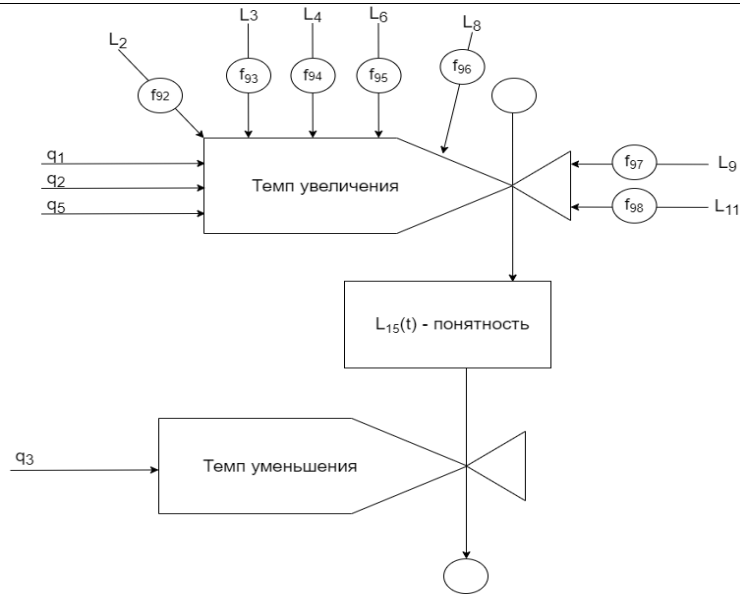 L2
L3
L4
L6
L8
f92
f93
f94
f95
f96
q1
q2
q5
Темп увеличения
f97
L9
f98
L11
L15(t) - понятность
q3
Темп уменьшения